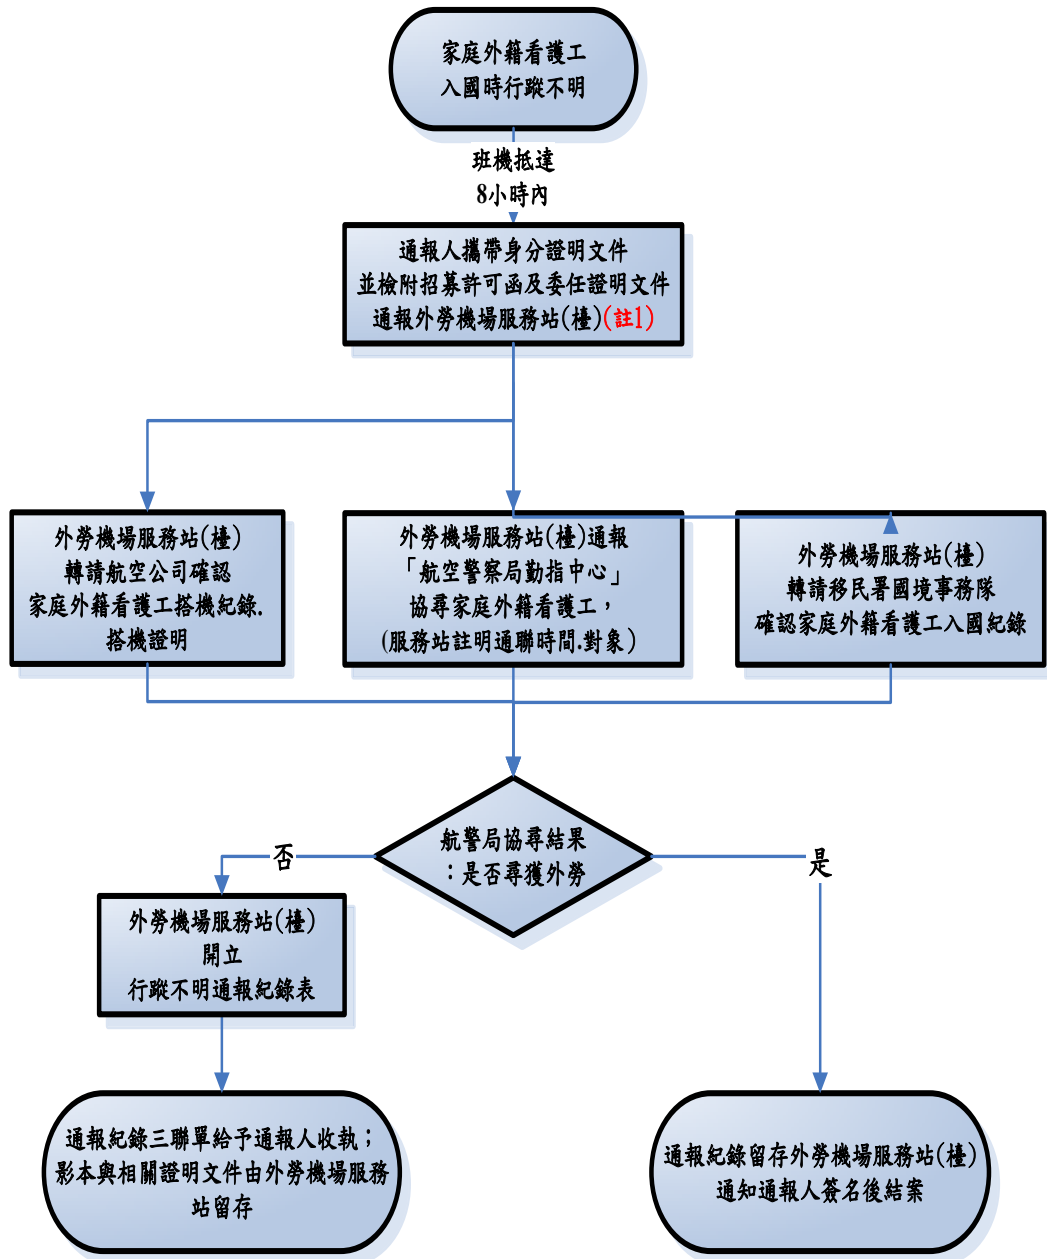 家庭外籍看護工
入國時行蹤不明
班機抵達
8小時內
通報人攜帶身分證明文件
並檢附招募許可函及委任證明文件
通報外勞機場服務站(檯)(註1)
外勞機場服務站(檯)
轉請航空公司確認
家庭外籍看護工搭機紀錄.
搭機證明
外勞機場服務站(檯)通報
「航空警察局勤指中心」
協尋家庭外籍看護工，
(服務站註明通聯時間.對象)
外勞機場服務站(檯)
轉請移民署國境事務隊
確認家庭外籍看護工入國紀錄
航警局協尋結果
：是否尋獲外勞
否
是
外勞機場服務站(檯)
開立
行蹤不明通報紀錄表
通報紀錄三聯單給予通報人收執；
影本與相關證明文件由外勞機場服務
站留存
通報紀錄留存外勞機場服務站(檯)
通知通報人簽名後結案